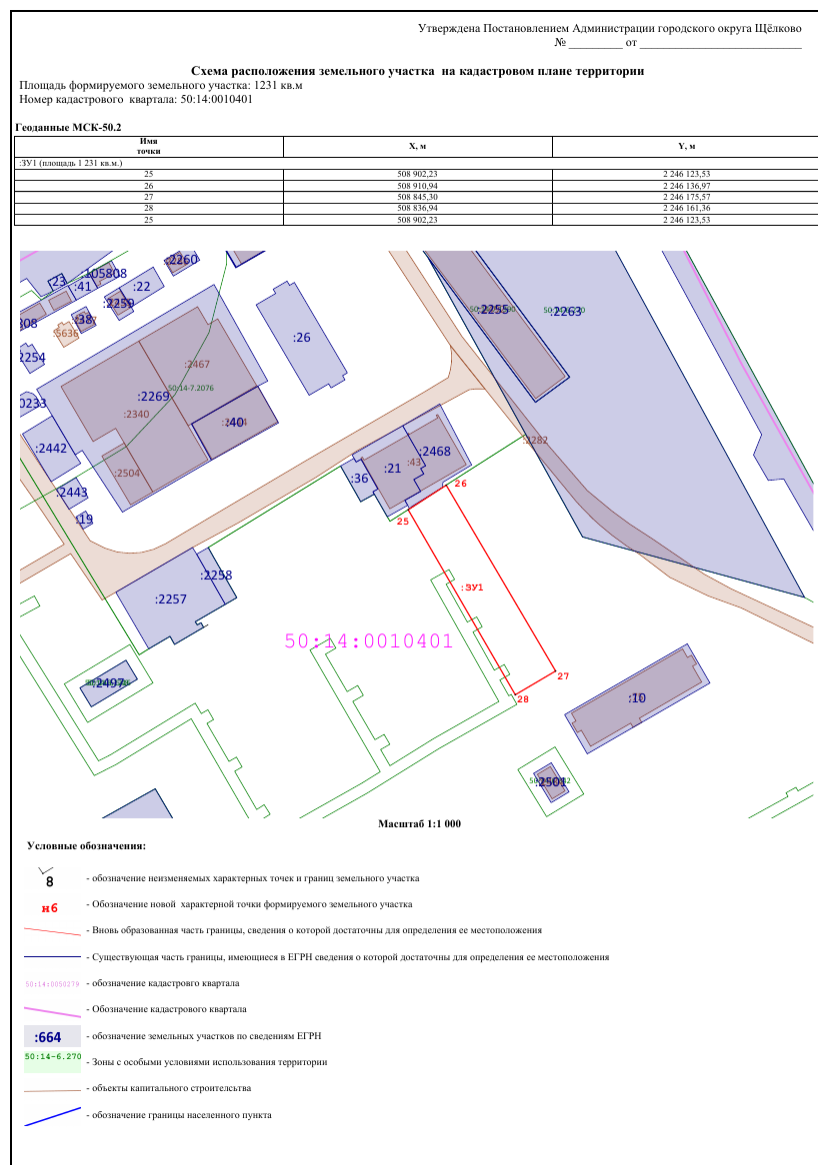 Утверждена Постановлением Администрации городского округа Щёлково
№ _________ от ___________________________
Схема расположения земельного участка на кадастровом плане территории
Площадь формируемого земельного участка: 1231 кв.м
Номер кадастрового квартала: 50:14:0010401
Геоданные МСК-50.2
Имя точки X, м Y, м
:ЗУ1 (площадь 1 231 кв.м.)
25 508 902,23 2 246 123,53
26 508 910,94 2 246 136,97
27 508 845,30 2 246 175,57
28 508 836,94 2 246 161,36
25 508 902,23 2 246 123,53
:23
:105808
:2260
:41
:22
:2259
:38
:5636
808
:2254
:26
:2255
:2263
:2467
:2269
50:14-7.2076
:2340
:40
0233
:2442
:2504
:2282
:2468
:43
:21
:36
:2443
:19
26
25
:2258
:2257
:ЗУ1
50:14:0010401
27
28
:2497
:10
:2501
Масштаб 1:1 000
Условные обозначения:
8 - обозначение неизменяемых характерных точек и границ земельного участка
н6 - Обозначение новой характерной точки формируемого земельного участка
- Вновь образованная часть границы, сведения о которой достаточны для определения ее местоположения
- Существующая часть границы, имеющиеся в ЕГРН сведения о которой достаточны для определения ее местоположения
50:14:0050279 - обозначение кадастрого квартала
- Обозначение кадастрового квартала
:664 - обозначение земельных участков по сведениям ЕГРН
50:14-6.270 - Зоны с особыми условиями использования территории
- объекты капитального строителсьтва
- обозначение границы населенного пункта